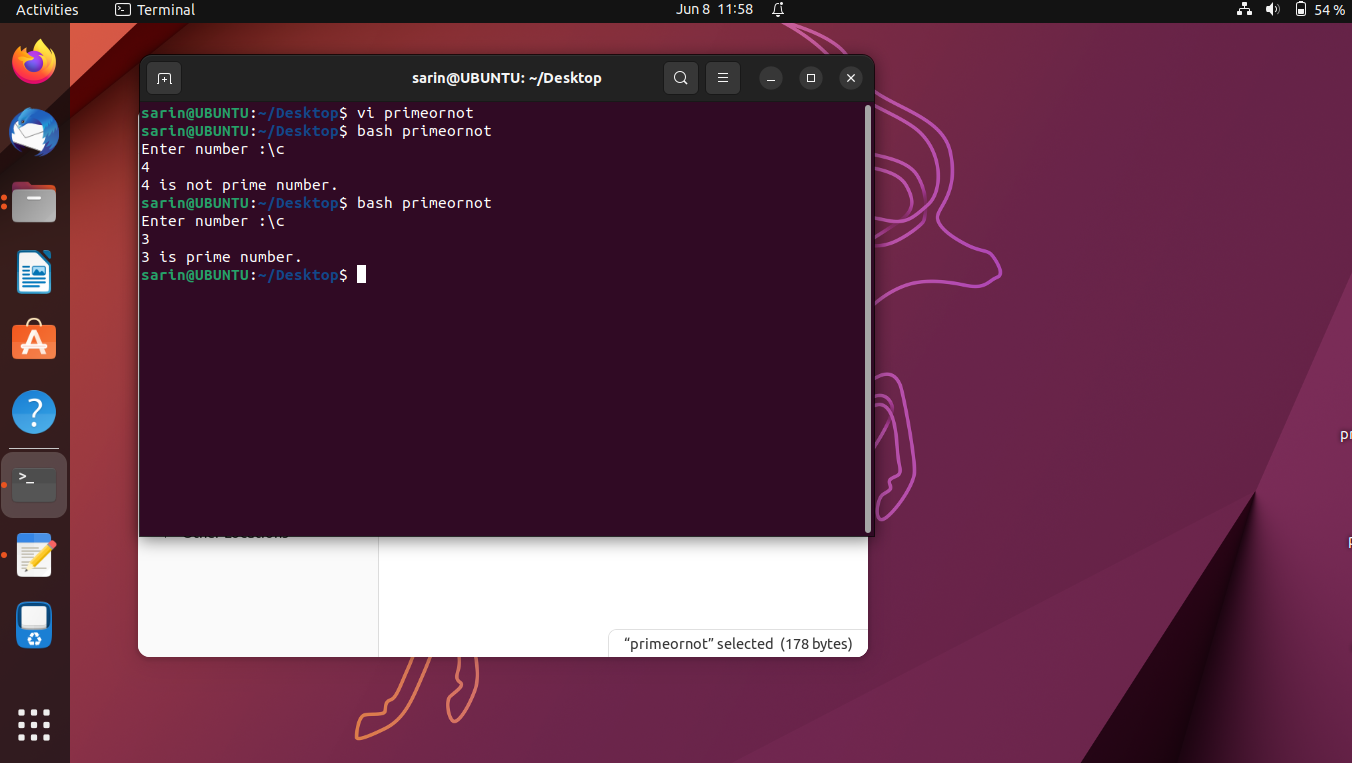 Activities Terminal Jun 8 11:58 54 %
sarin@UBUNTU: ~/Desktop
sarin@UBUNTU:~/Desktop$ vi primeornot
sarin@UBUNTU:~/Desktop$ bash primeornot
Enter number :\c
4
4 is not prime number.
sarin@UBUNTU:~/Desktop$ bash primeornot
Enter number :\c
3
3 is prime number.
sarin@UBUNTU:~/Desktop$
“primeornot” selected (178 bytes)